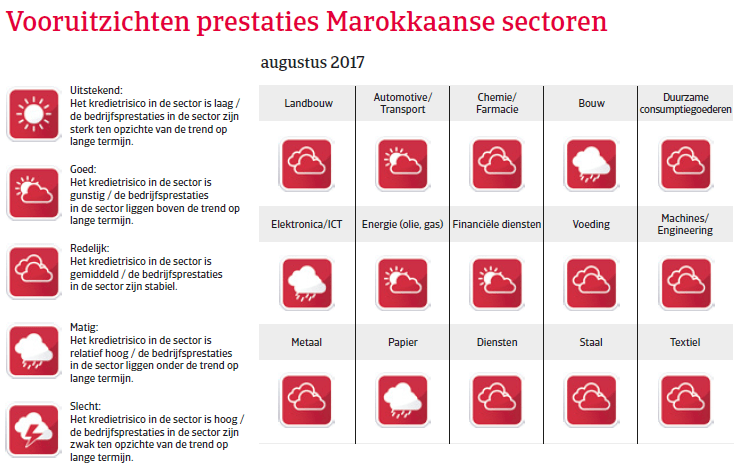 Vooruitzichten prestaties Marokkaanse sectoren
augustus 2017
Uitstekend:
Het kredietrisico in de sector is laag /
de bedrijfsprestaties in de sector zijn
sterk ten opzichte van de trend op
lange termijn.
Goed:
Het kredietrisico in de sector is
gunstig / de bedrijfsprestaties
in de sector liggen boven de trend op
lange termijn.
Redelijk:
Het kredietrisico in de sector is
gemiddeld / de bedrijfsprestaties
in de sector zijn stabiel.
Matig:
Het kredietrisico in de sector is
relatief hoog / de bedrijfsprestaties
in de sector liggen onder de trend op
lange termijn.
Slecht:
Het kredietrisico in de sector is hoog /
de bedrijfsprestaties in de sector zijn
zwak ten opzichte van de trend op
lange termijn.
Landbouw
Automotive/
Transport
Chemie/
Farmacie
Bouw
Duurzame
consumptiegoederen
Elektronica/ICT
Energie (olie, gas)
Financiële diensten
Voeding
Machines/
Engineering
Metaal
Papier
Diensten
Staal
Textiel